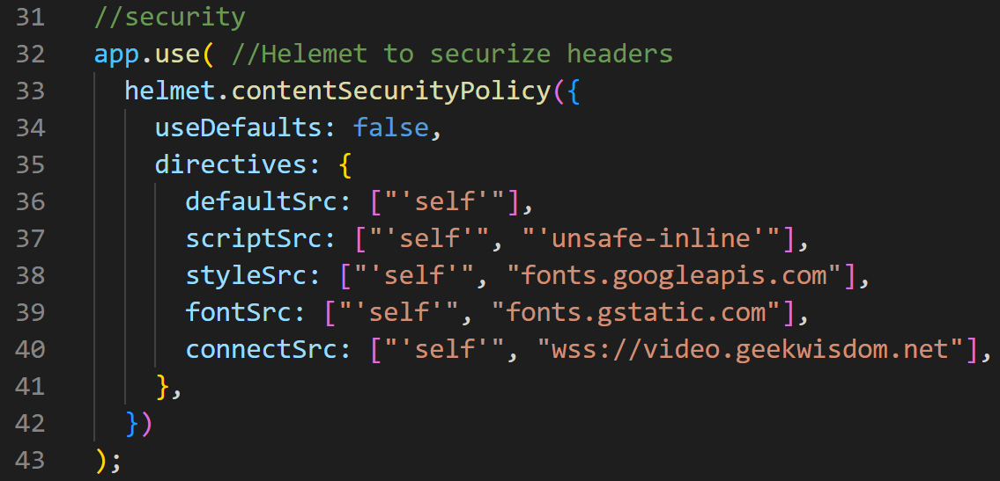 31 //security
32 app.use( //Helemet to securize headers
33 helmet.contentSecurityPolicy({
34 useDefaults: false,
35 directives: {
36 defaultSrc: ["'self'"],
37 scriptSrc: ["'self'", "'unsafe-inline'"],
38 styleSrc: ["'self'", "fonts.googleapis.com"],
39 fontSrc: ["'self'", "fonts.gstatic.com"],
40 connectSrc: ["'self'", "wss://video.geekwisdom.net"],
41 },
42 })
43 );